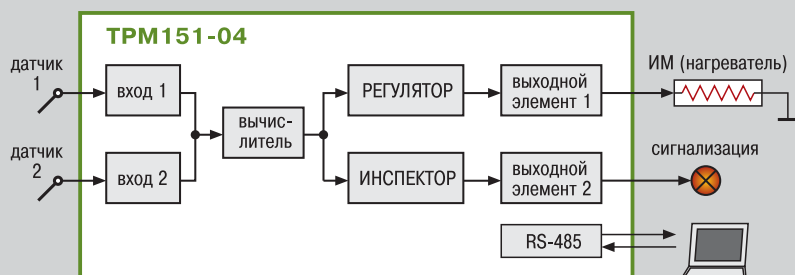 ТРМ151-04
датчик
1
вход 1
датчик
2
вход 2
вычис-
литель
РЕГУЛЯТОР
ИНСПЕКТОР
выходной
элемент 1
выходной
элемент 2
RS-485
ИМ (нагреватель)
сигнализация